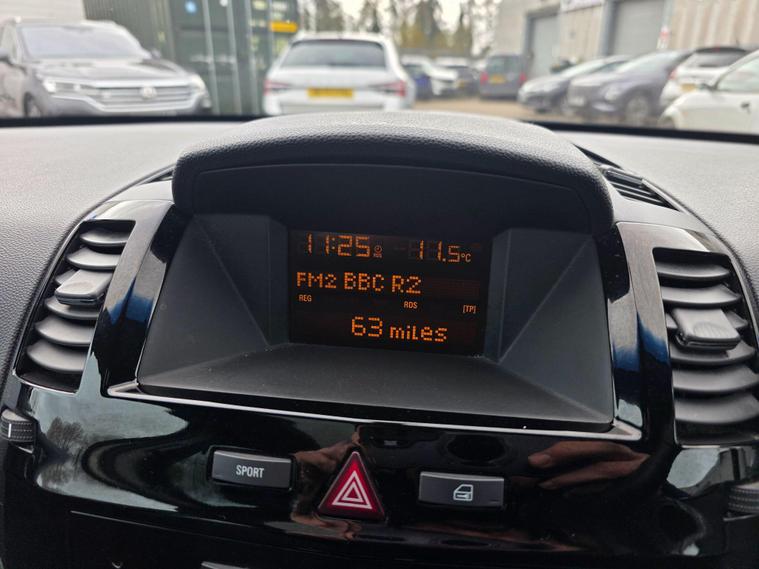 11:25 11.5°C
FM2 BBC R2
REG RDS [TP]
63 miles
SPORT